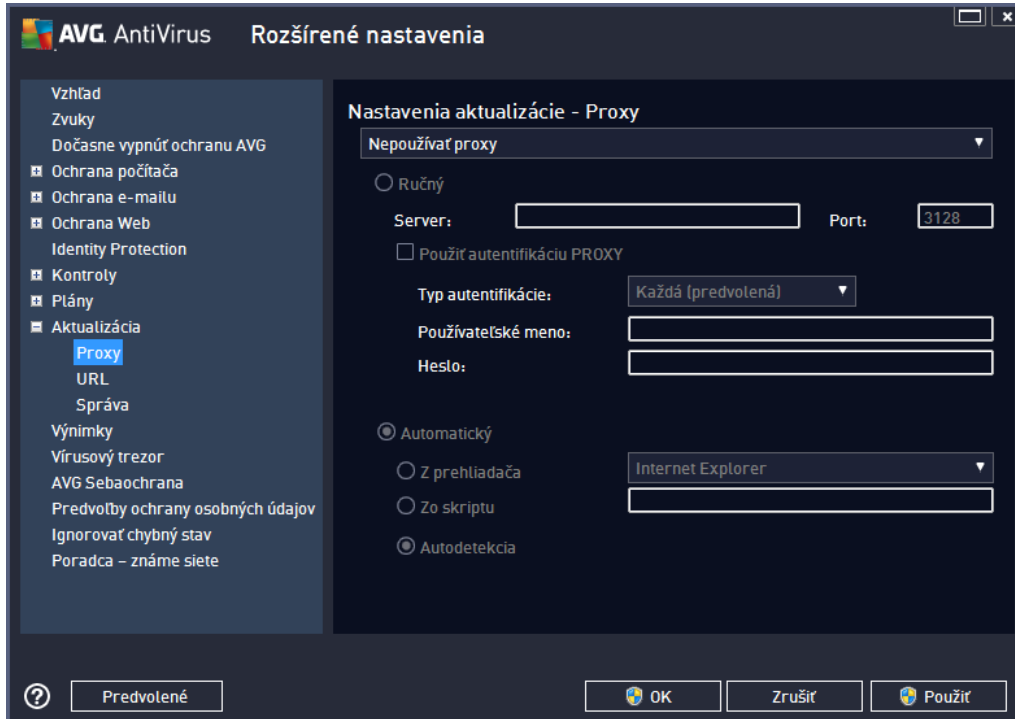 AVG AntiVirus Rozšírené nastavenia
Vzhľad
Zvuky
Dočasne vypnúť ochranu AVG
Ochrana počítača
Ochrana e-mailu
Ochrana Web
Identity Protection
Kontroly
Plány
Aktualizácia
Proxy
URL
Správa
Výnimky
Vírusový trezor
AVG Sebaochrana
Predvoľby ochrany osobných údajov
Ignorovať chybný stav
Poradca – známe siete
Nastavenia aktualizácie - Proxy
Nepoužívať proxy
Ručný
Server: Port: 3128
Použiť autentifikáciu PROXY
Typ autentifikácie: Každá (predvolená)
Používateľské meno:
Heslo:
Automatický
Z prehliadača Internet Explorer
Zo skriptu
Autodetekcia
Predvolené OK Zrušiť Použiť